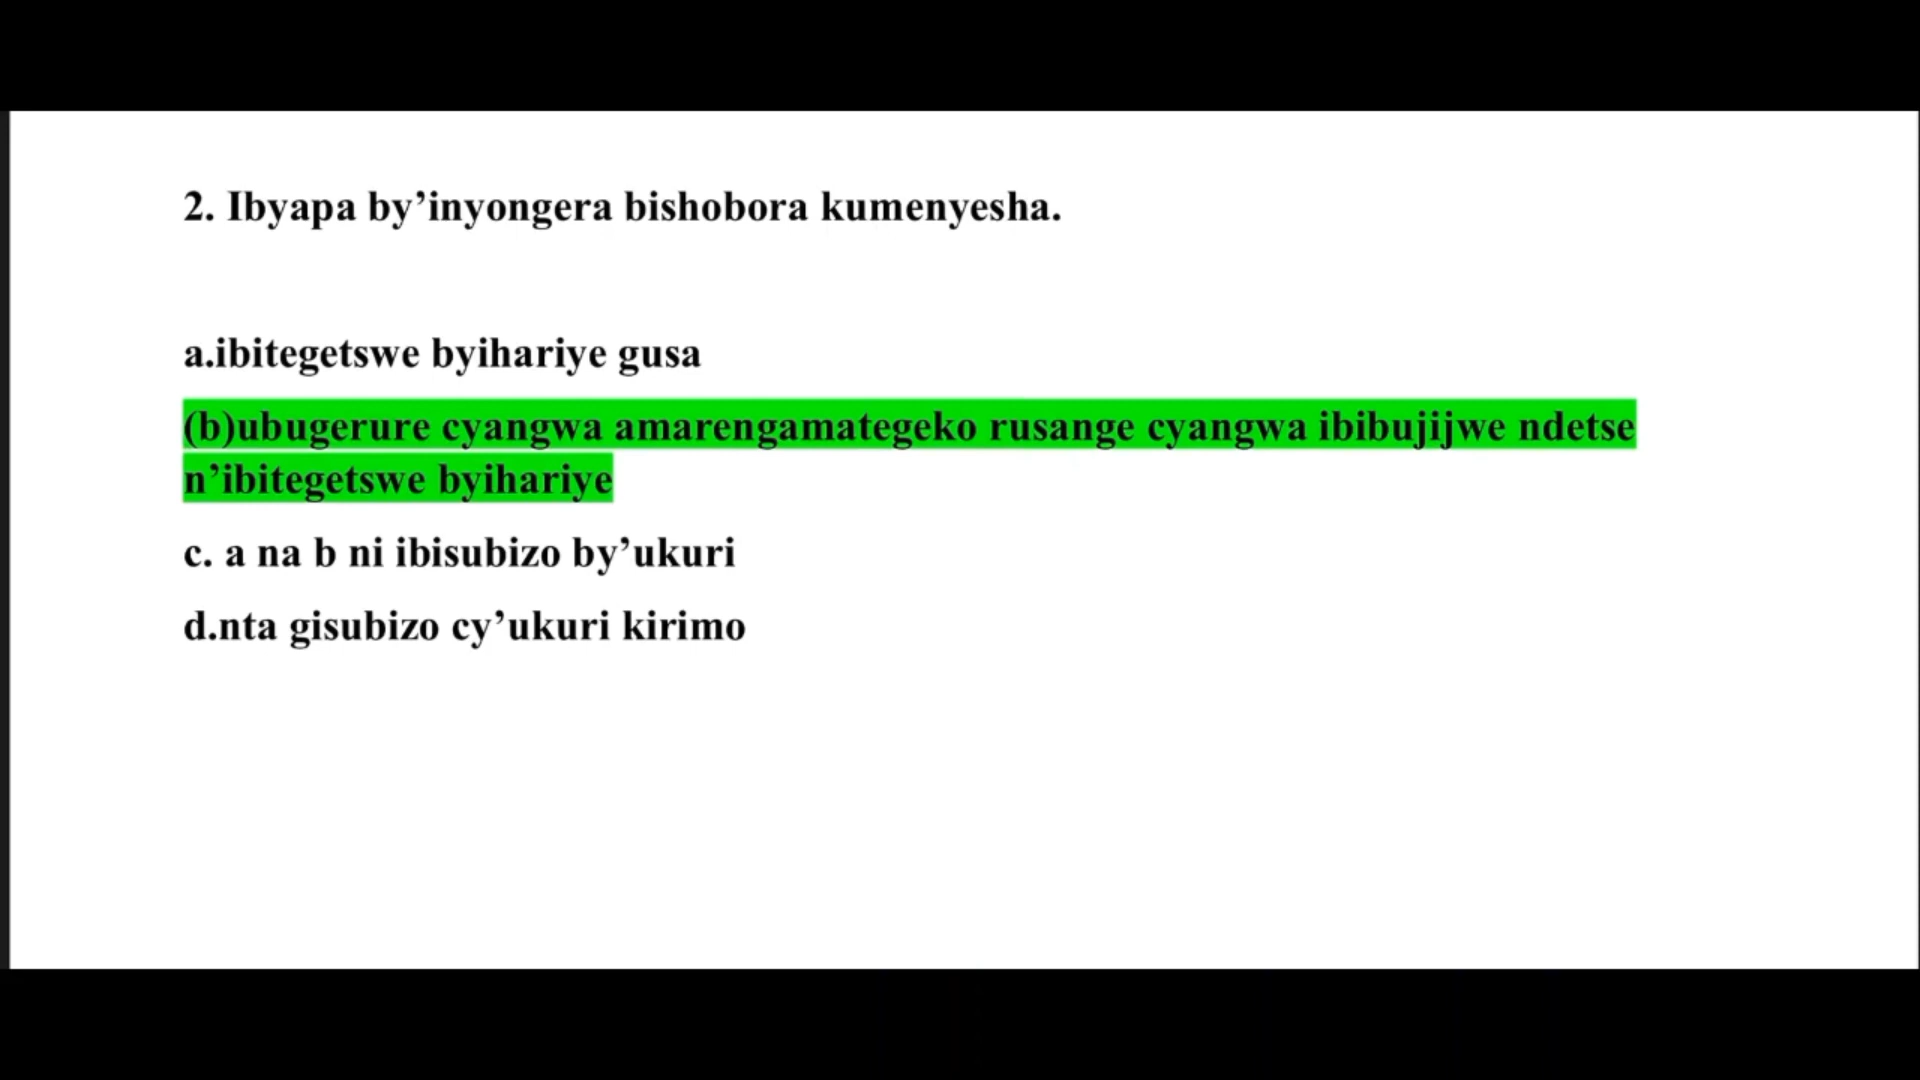 2. Ibyapa by’inyongera bishobora kumenyesha.
a.ibitegetswe byihariye gusa
(b)ubugerure cyangwa amarengamategeko rusange cyangwa ibibujijwe ndetse
n’ibitegetswe byihariye
c. a na b ni ibisubizo by’ukuri
d.nta gisubizo cy’ukuri kirimo